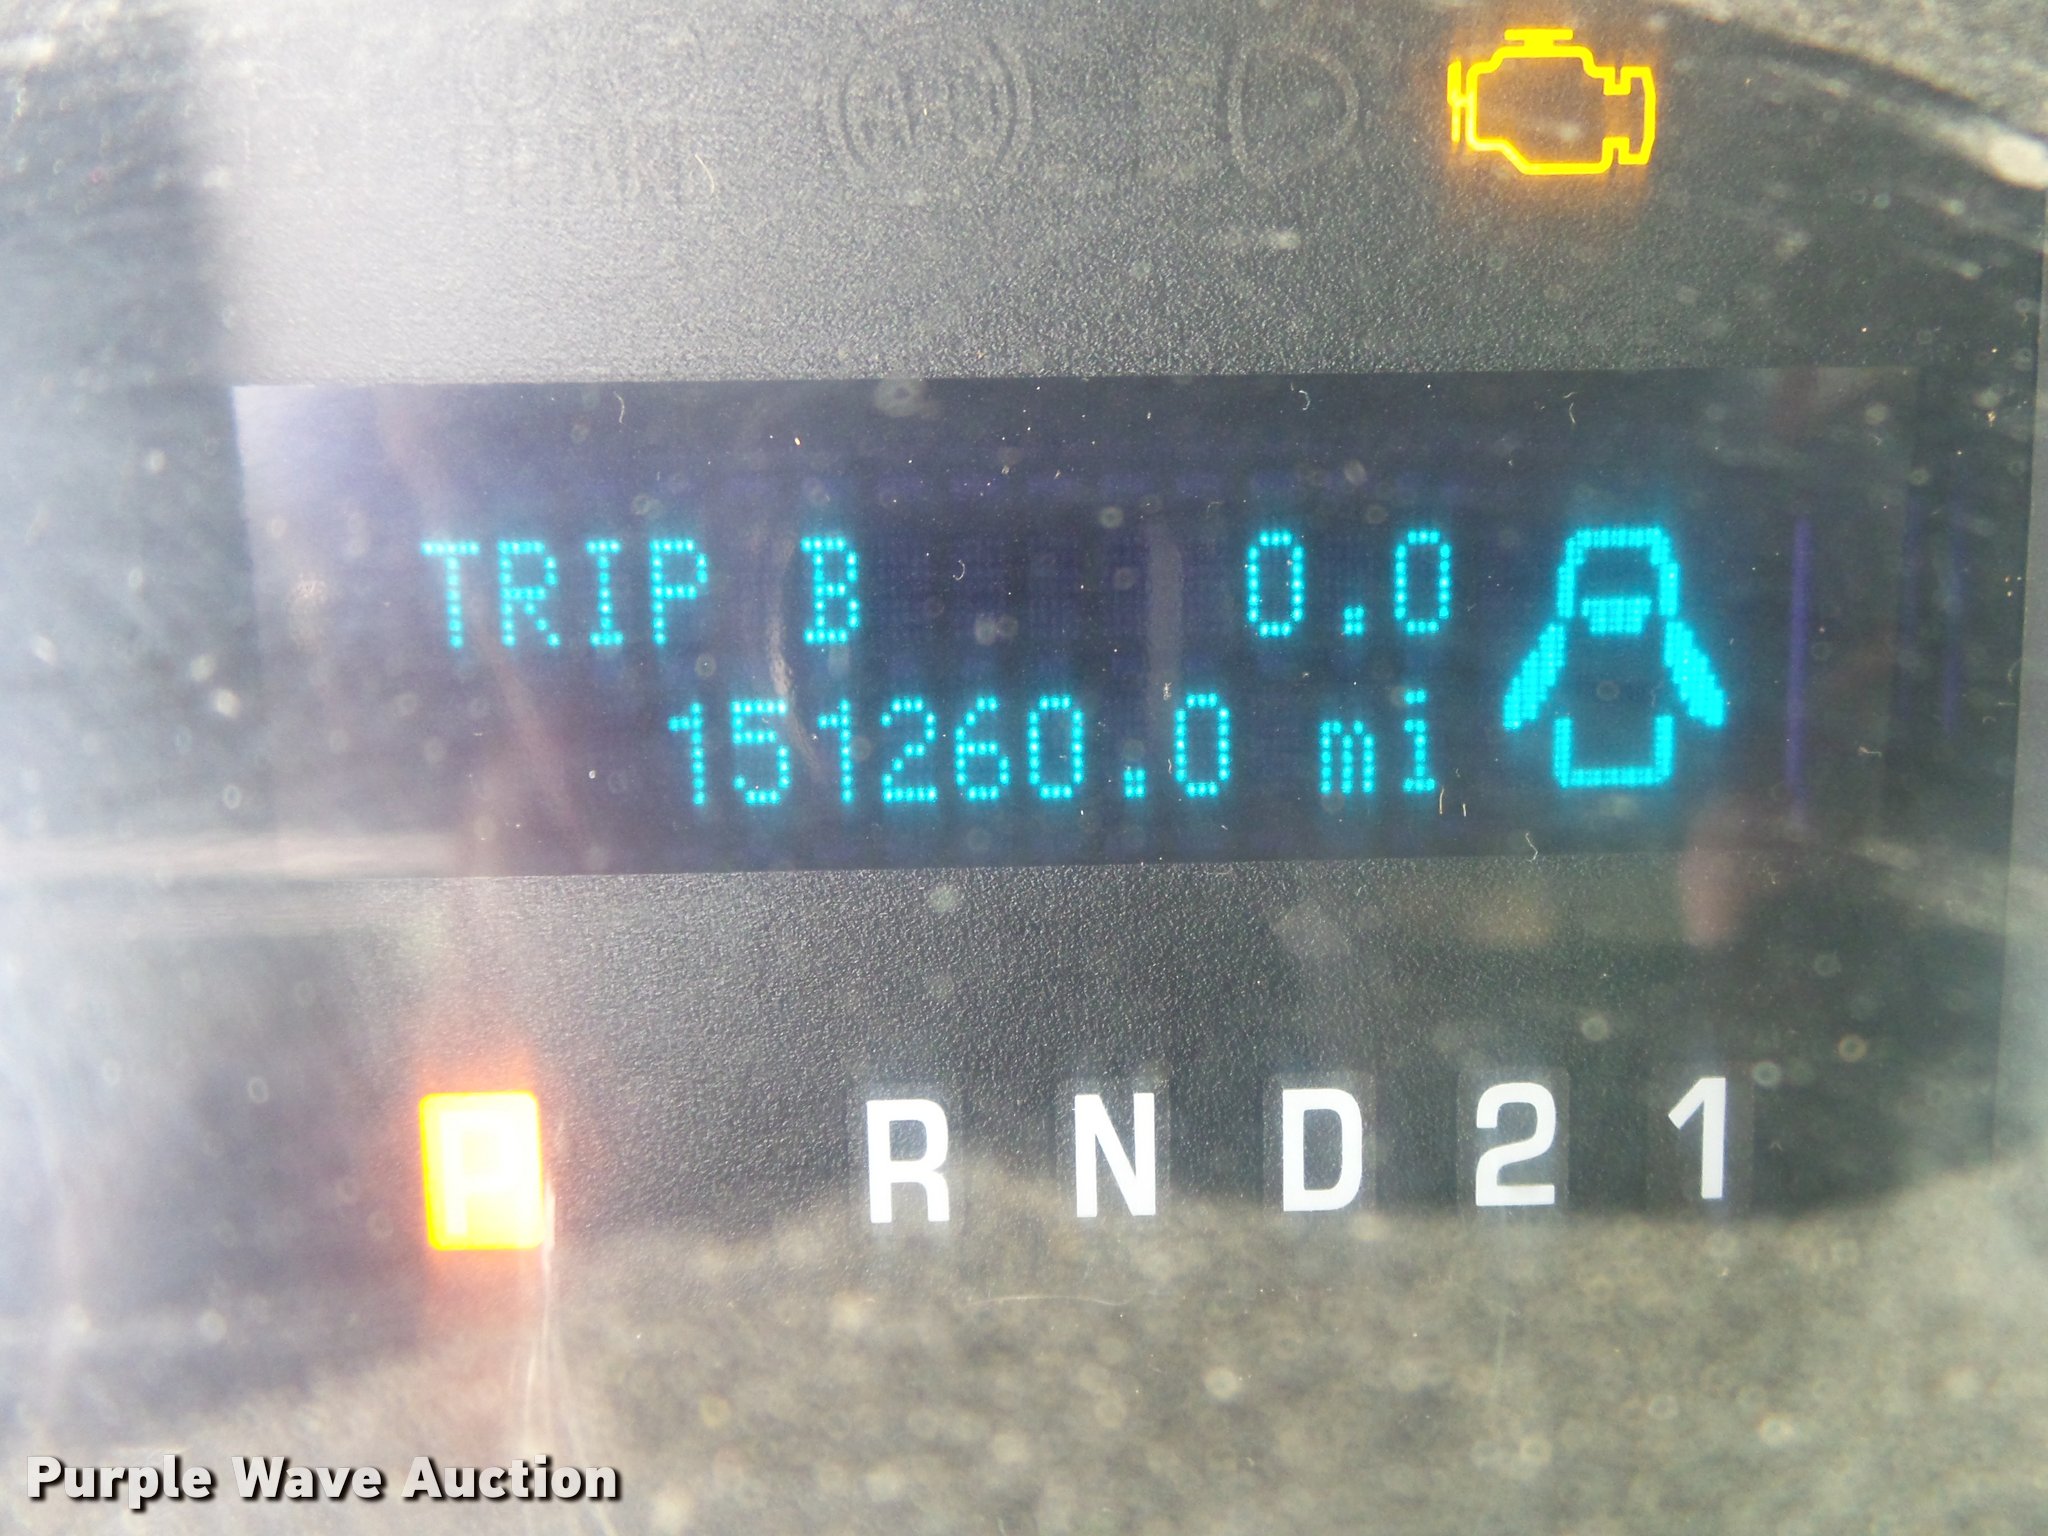 TRIP B 0.0
151260.0 mi
P R N D 2 1
Purple Wave Auction